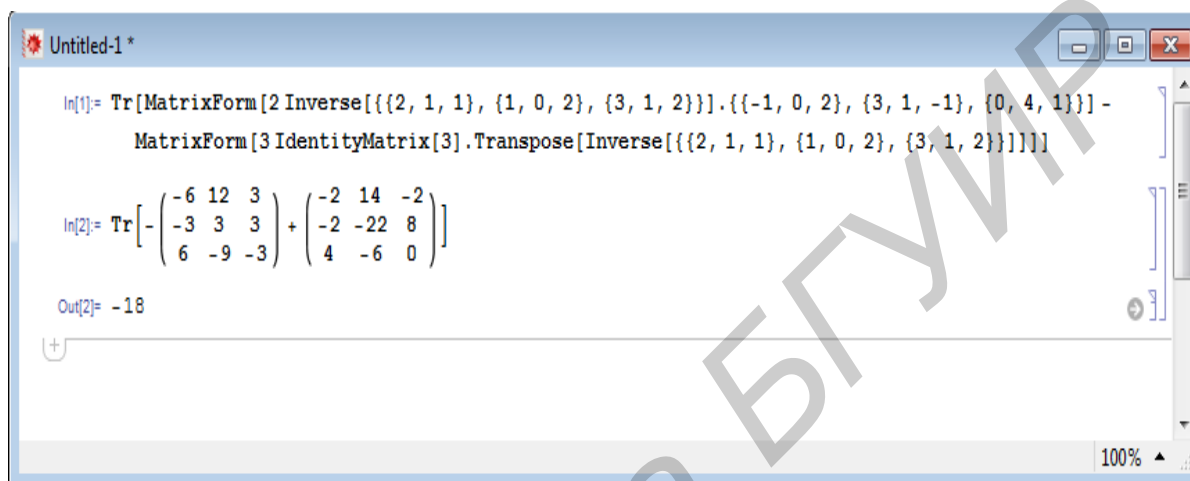 Untitled-1 *
In[1]:= Tr[MatrixForm[2 Inverse[{{2, 1, 1}, {1, 0, 2}, {3, 1, 2}}].{{-1, 0, 2}, {3, 1, -1}, {0, 4, 1}}] -
MatrixForm[3 IdentityMatrix[3].Transpose[Inverse[{{2, 1, 1}, {1, 0, 2}, {3, 1, 2}}]]]]
-6 12 3 -2 14 -2
In[2]:= Tr[-( -3 3 3 ) + ( -2 -22 8 )]
6 -9 -3 4 -6 0
Out[2]= -18
100%
БГУИР